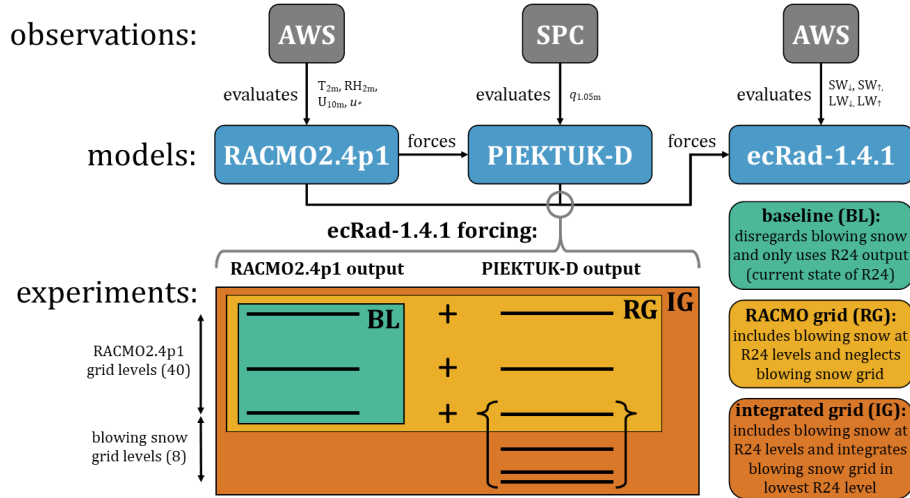 observations:
AWS
SPC
AWS
evaluates
T2m, RH2m,
U10m, u*
evaluates
q1.05m
evaluates
SW↓, SW↑,
LW↓, LW↑
models:
RACMO2.4p1
forces
PIEKTUK-D
forces
ecRad-1.4.1
ecRad-1.4.1 forcing:
RACMO2.4p1 output
PIEKTUK-D output
experiments:
BL
+
RG
IG
+
+
RACMO2.4p1
grid levels (40)
blowing snow
grid levels (8)
baseline (BL):
disregards blowing snow
and only uses R24 output
(current state of R24)
RACMO grid (RG):
includes blowing snow at
R24 levels and neglects
blowing snow grid
integrated grid (IG):
includes blowing snow at
R24 levels and integrates
blowing snow grid in
lowest R24 level